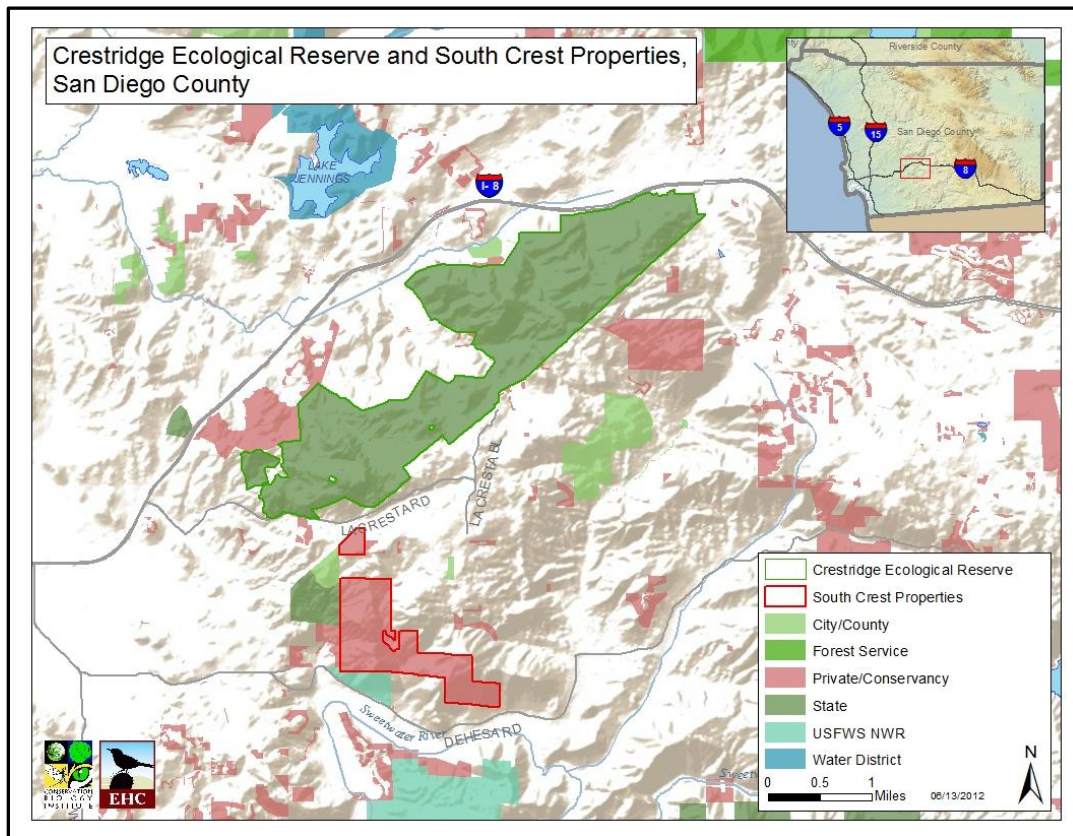 Crestridge Ecological Reserve and South Crest Properties,
San Diego County
Riverside County
San Diego County
5
15
8
LAKE
JENNINGS
I- 8
LA CRESTA RD
LA CRESTA BL
Sweetwater River
DEHESA RD
Crestridge Ecological Reserve
South Crest Properties
City/County
Forest Service
Private/Conservancy
State
USFWS NWR
Water District
0 0.5 1
Miles
06/13/2012
N
CONSERVATION
BIOLOGY
INSTITUTE
EHC